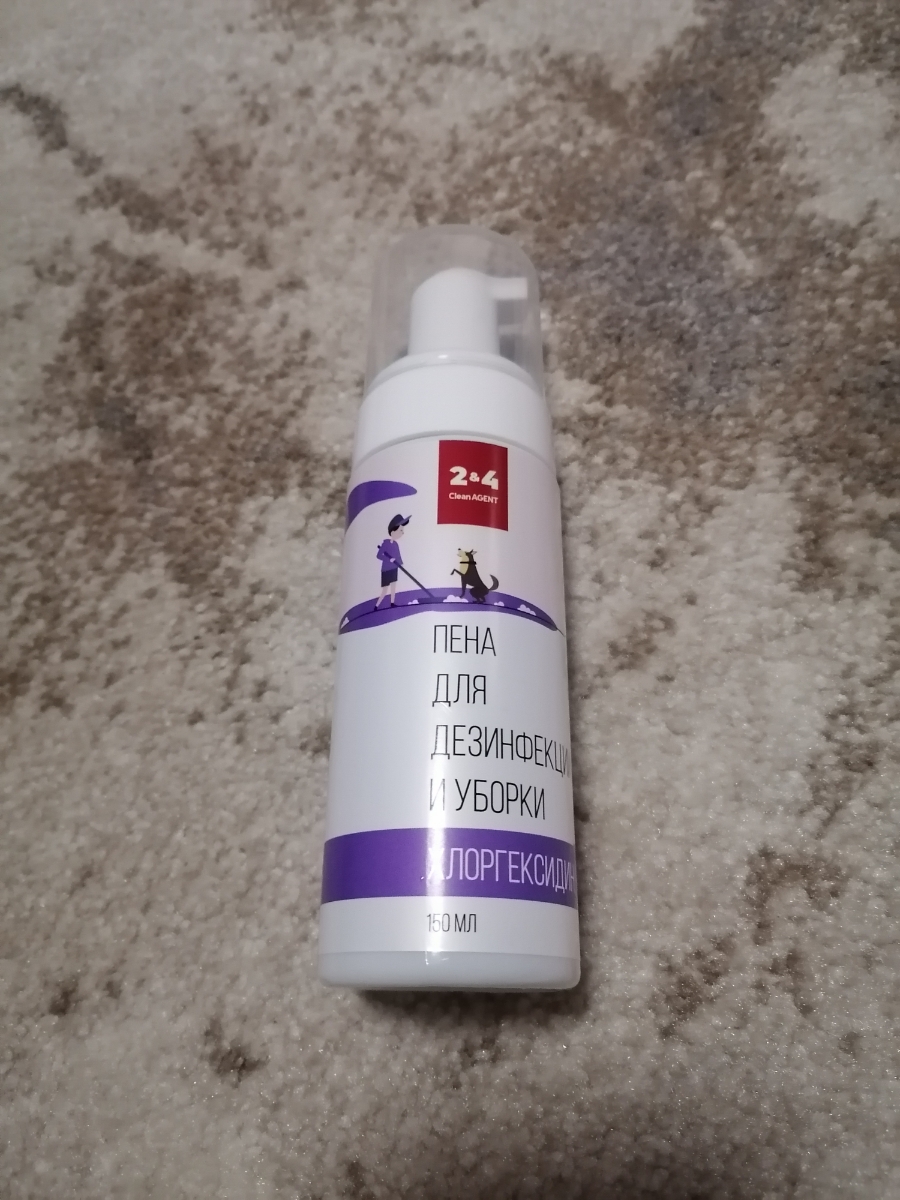 2&4
Clean AGENT
ПЕНА
ДЛЯ
ДЕЗИНФЕКЦИ
И УБОРКИ
ХЛОРГЕКСИДИН
150 МЛ